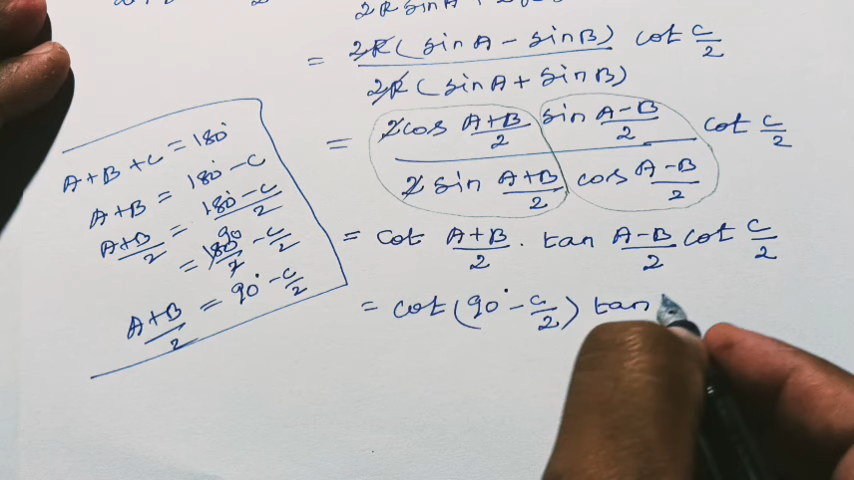 = 2R (sinA - sinB) / 2R (sinA + sinB) cot C/2
= 2cos A+B/2 sin A-B/2 / 2 sin A+B/2 cos A-B/2 cot C/2
= cot A+B/2 . tan A-B/2 cot C/2
= cot (90° - C/2) tan
A+B+C = 180°
A+B = 180° - C
A+B/2 = 180° - C/2
= 180°/2 90 - C/2
A+B/2 = 90° - C/2